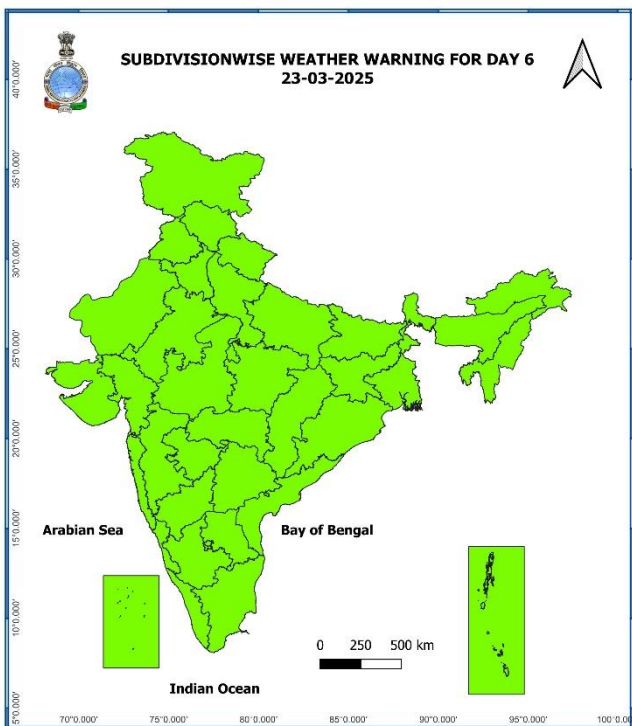 SUBDIVISIONWISE WEATHER WARNING FOR DAY 6
23-03-2025
40°0.000'
35°0.000'
30°0.000'
25°0.000'
20°0.000'
15°0.000'
10°0.000'
5°0.000'
Arabian Sea
Bay of Bengal
0 250 500 km
Indian Ocean
70°0.000' 75°0.000' 80°0.000' 85°0.000' 90°0.000' 95°0.000' 100°0.0